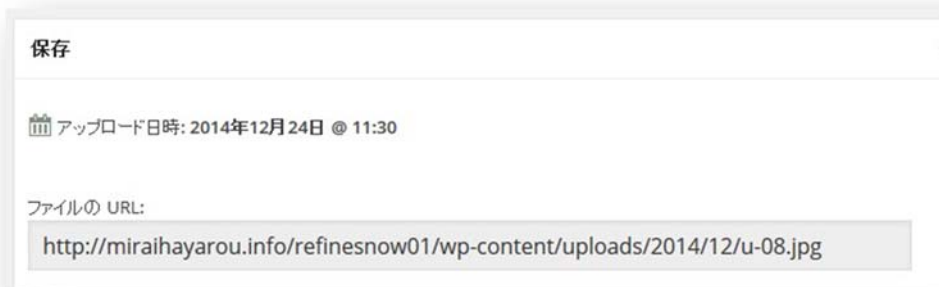 保存
アップロード日時: 2014年12月24日 @ 11:30
ファイルの URL:
http://miraihayarou.info/refinesnow01/wp-content/uploads/2014/12/u-08.jpg